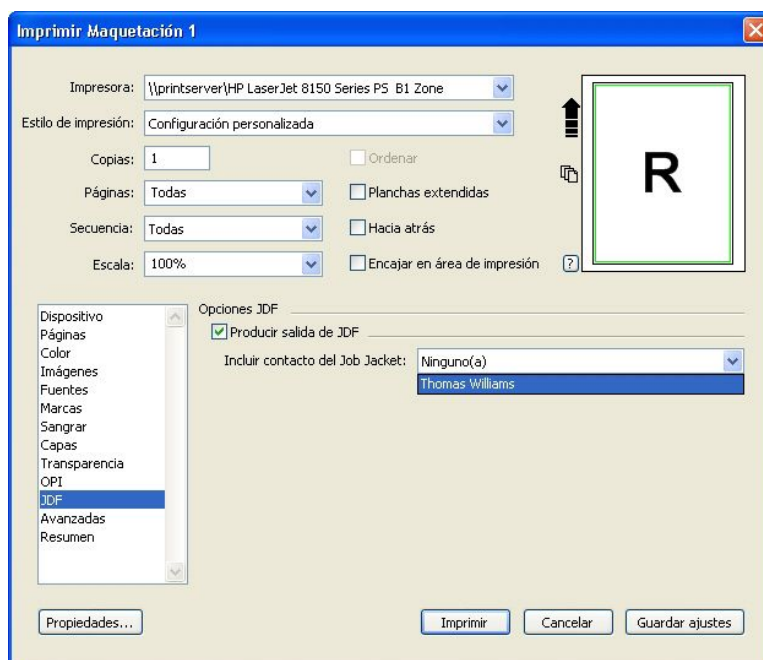 Imprimir Maquetación 1
Impresora: \\printserver\HP LaserJet 8150 Series PS B1 Zone
Estilo de impresión: Configuración personalizada
Copias: 1 Ordenar
Páginas: Todas Planchas extendidas
Secuencia: Todas Hacia atrás
Escala: 100% Encajar en área de impresión ?
R
Dispositivo
Páginas
Color
Imágenes
Fuentes
Marcas
Sangrar
Capas
Transparencia
OPI
JDF
Avanzadas
Resumen
Opciones JDF
Producir salida de JDF
Incluir contacto del Job Jacket: Ninguno(a)
Thomas Williams
Propiedades... Imprimir Cancelar Guardar ajustes